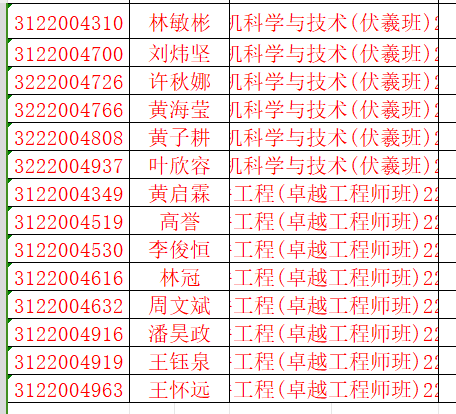 3122004310 林敏彬 机科学与技术(伏羲班)2
3122004700 刘炜坚 机科学与技术(伏羲班)2
3222004726 许秋娜 机科学与技术(伏羲班)2
3222004766 黄海莹 机科学与技术(伏羲班)2
3222004808 黄子耕 机科学与技术(伏羲班)2
3222004937 叶欣容 机科学与技术(伏羲班)2
3122004349 黄启霖 工程(卓越工程师班)22
3122004519 高誉 工程(卓越工程师班)22
3122004530 李俊恒 工程(卓越工程师班)22
3122004616 林冠 工程(卓越工程师班)22
3122004632 周文斌 工程(卓越工程师班)22
3122004916 潘昊政 工程(卓越工程师班)22
3122004919 王钰泉 工程(卓越工程师班)22
3122004963 王怀远 工程(卓越工程师班)22